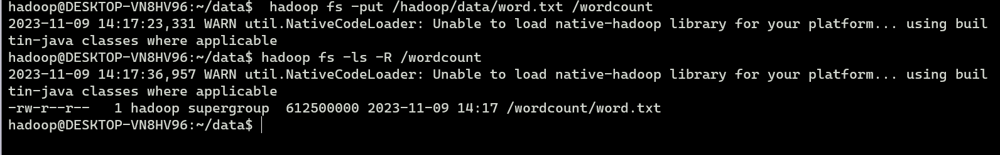 hadoop@DESKTOP-VN8HV96:~/data$  hadoop fs -put /hadoop/data/word.txt /wordcount
2023-11-09 14:17:23,331 WARN util.NativeCodeLoader: Unable to load native-hadoop library for your platform... using buil
tin-java classes where applicable
hadoop@DESKTOP-VN8HV96:~/data$ hadoop fs -ls -R /wordcount
2023-11-09 14:17:36,957 WARN util.NativeCodeLoader: Unable to load native-hadoop library for your platform... using buil
tin-java classes where applicable
-rw-r--r--   1 hadoop supergroup  612500000 2023-11-09 14:17 /wordcount/word.txt
hadoop@DESKTOP-VN8HV96:~/data$